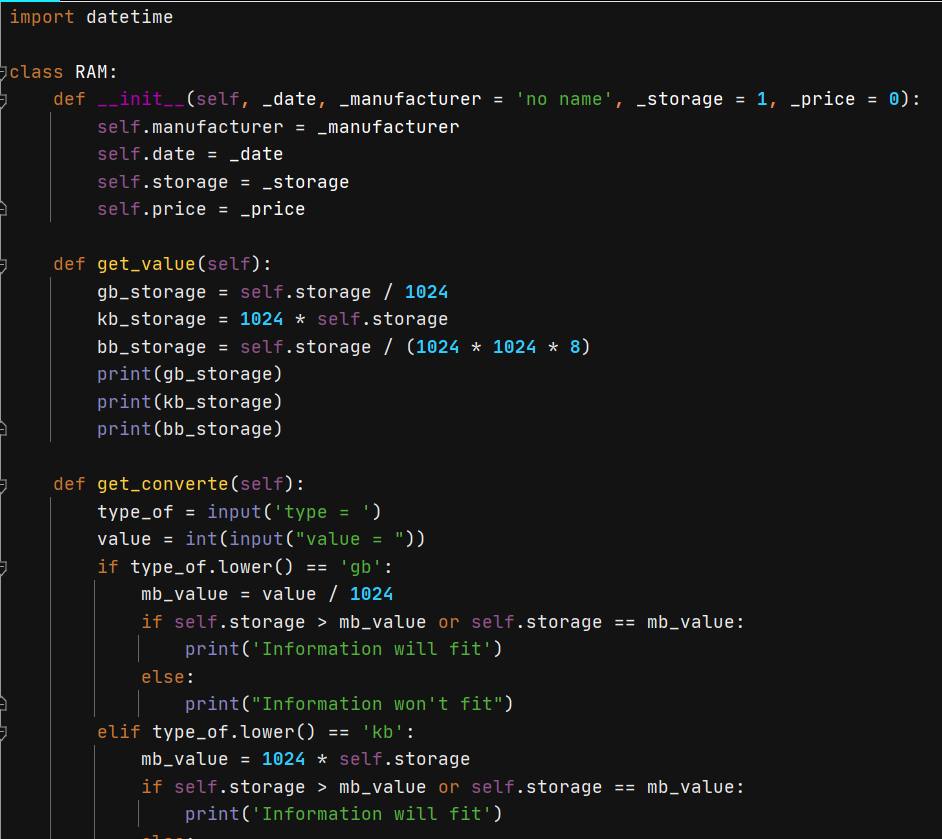 import datetime
class RAM:
    def __init__(self, _date, _manufacturer = 'no name', _storage = 1, _price = 0):
        self.manufacturer = _manufacturer
        self.date = _date
        self.storage = _storage
        self.price = _price
    def get_value(self):
        gb_storage = self.storage / 1024
        kb_storage = 1024 * self.storage
        bb_storage = self.storage / (1024 * 1024 * 8)
        print(gb_storage)
        print(kb_storage)
        print(bb_storage)
    def get_converte(self):
        type_of = input('type = ')
        value = int(input("value = "))
        if type_of.lower() == 'gb':
            mb_value = value / 1024
            if self.storage > mb_value or self.storage == mb_value:
                print('Information will fit')
            else:
                print("Information won't fit")
        elif type_of.lower() == 'kb':
            mb_value = 1024 * self.storage
            if self.storage > mb_value or self.storage == mb_value:
                print('Information will fit')